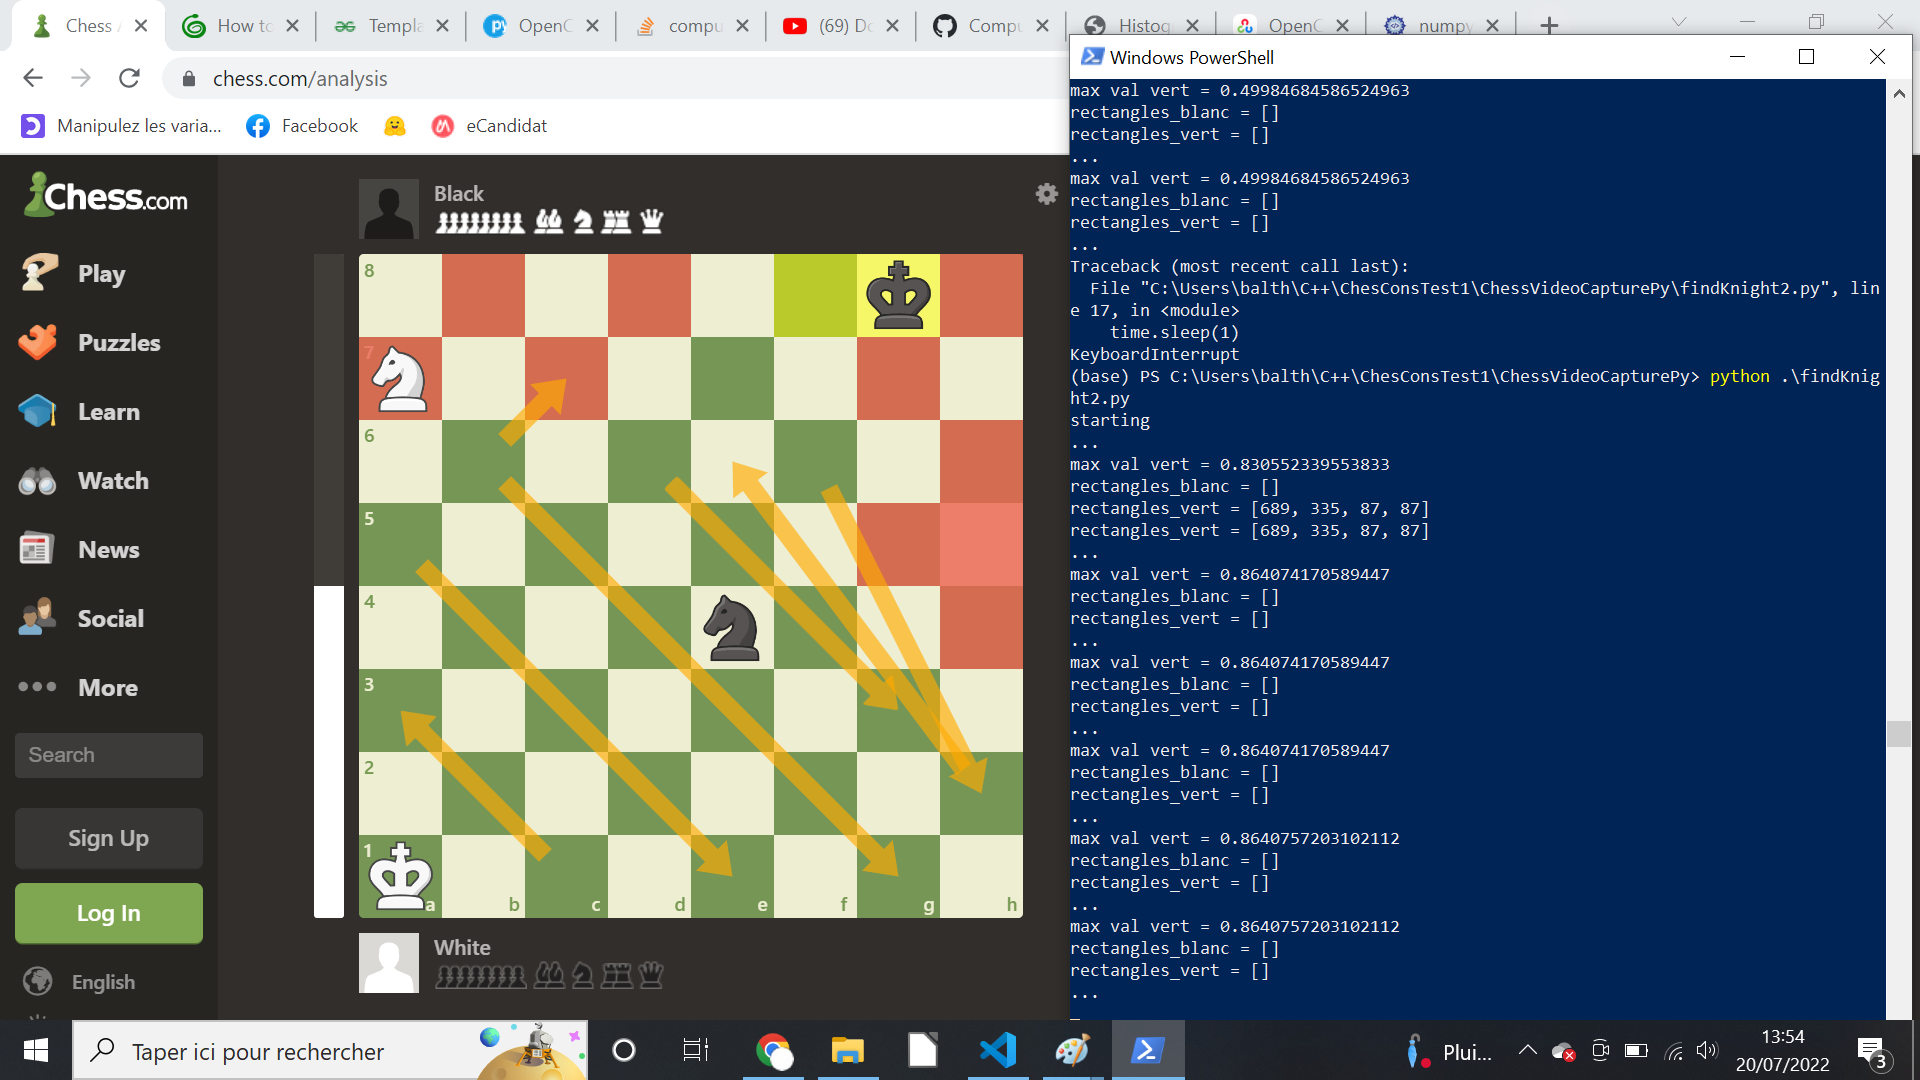 Chess A
How to
Templa
OpenC
compu
(69) Do
Compu
Histog
OpenC
numpy
chess.com/analysis
Manipulez les varia...
Facebook
eCandidat
Chess.com
Play
Puzzles
Learn
Watch
News
Social
More
Search
Sign Up
Log In
English
Black
8
7
6
5
4
3
2
1
a b c d e f g h
White
Windows PowerShell
max val vert = 0.49984684586524963
rectangles_blanc = []
rectangles_vert = []
...
max val vert = 0.49984684586524963
rectangles_blanc = []
rectangles_vert = []
...
Traceback (most recent call last):
  File "C:\Users\balth\C++\ChesConsTest1\ChessVideoCapturePy\findKnight2.py", lin
e 17, in <module>
    time.sleep(1)
KeyboardInterrupt
(base) PS C:\Users\balth\C++\ChesConsTest1\ChessVideoCapturePy> python .\findKnig
ht2.py
starting
...
max val vert = 0.830552339553833
rectangles_blanc = []
rectangles_vert = [689, 335, 87, 87]
rectangles_vert = [689, 335, 87, 87]
...
max val vert = 0.864074170589447
rectangles_blanc = []
rectangles_vert = []
...
max val vert = 0.864074170589447
rectangles_blanc = []
rectangles_vert = []
...
max val vert = 0.864074170589447
rectangles_blanc = []
rectangles_vert = []
...
max val vert = 0.8640757203102112
rectangles_blanc = []
rectangles_vert = []
...
max val vert = 0.8640757203102112
rectangles_blanc = []
rectangles_vert = []
...
Taper ici pour rechercher
Plui...
13:54
20/07/2022
3